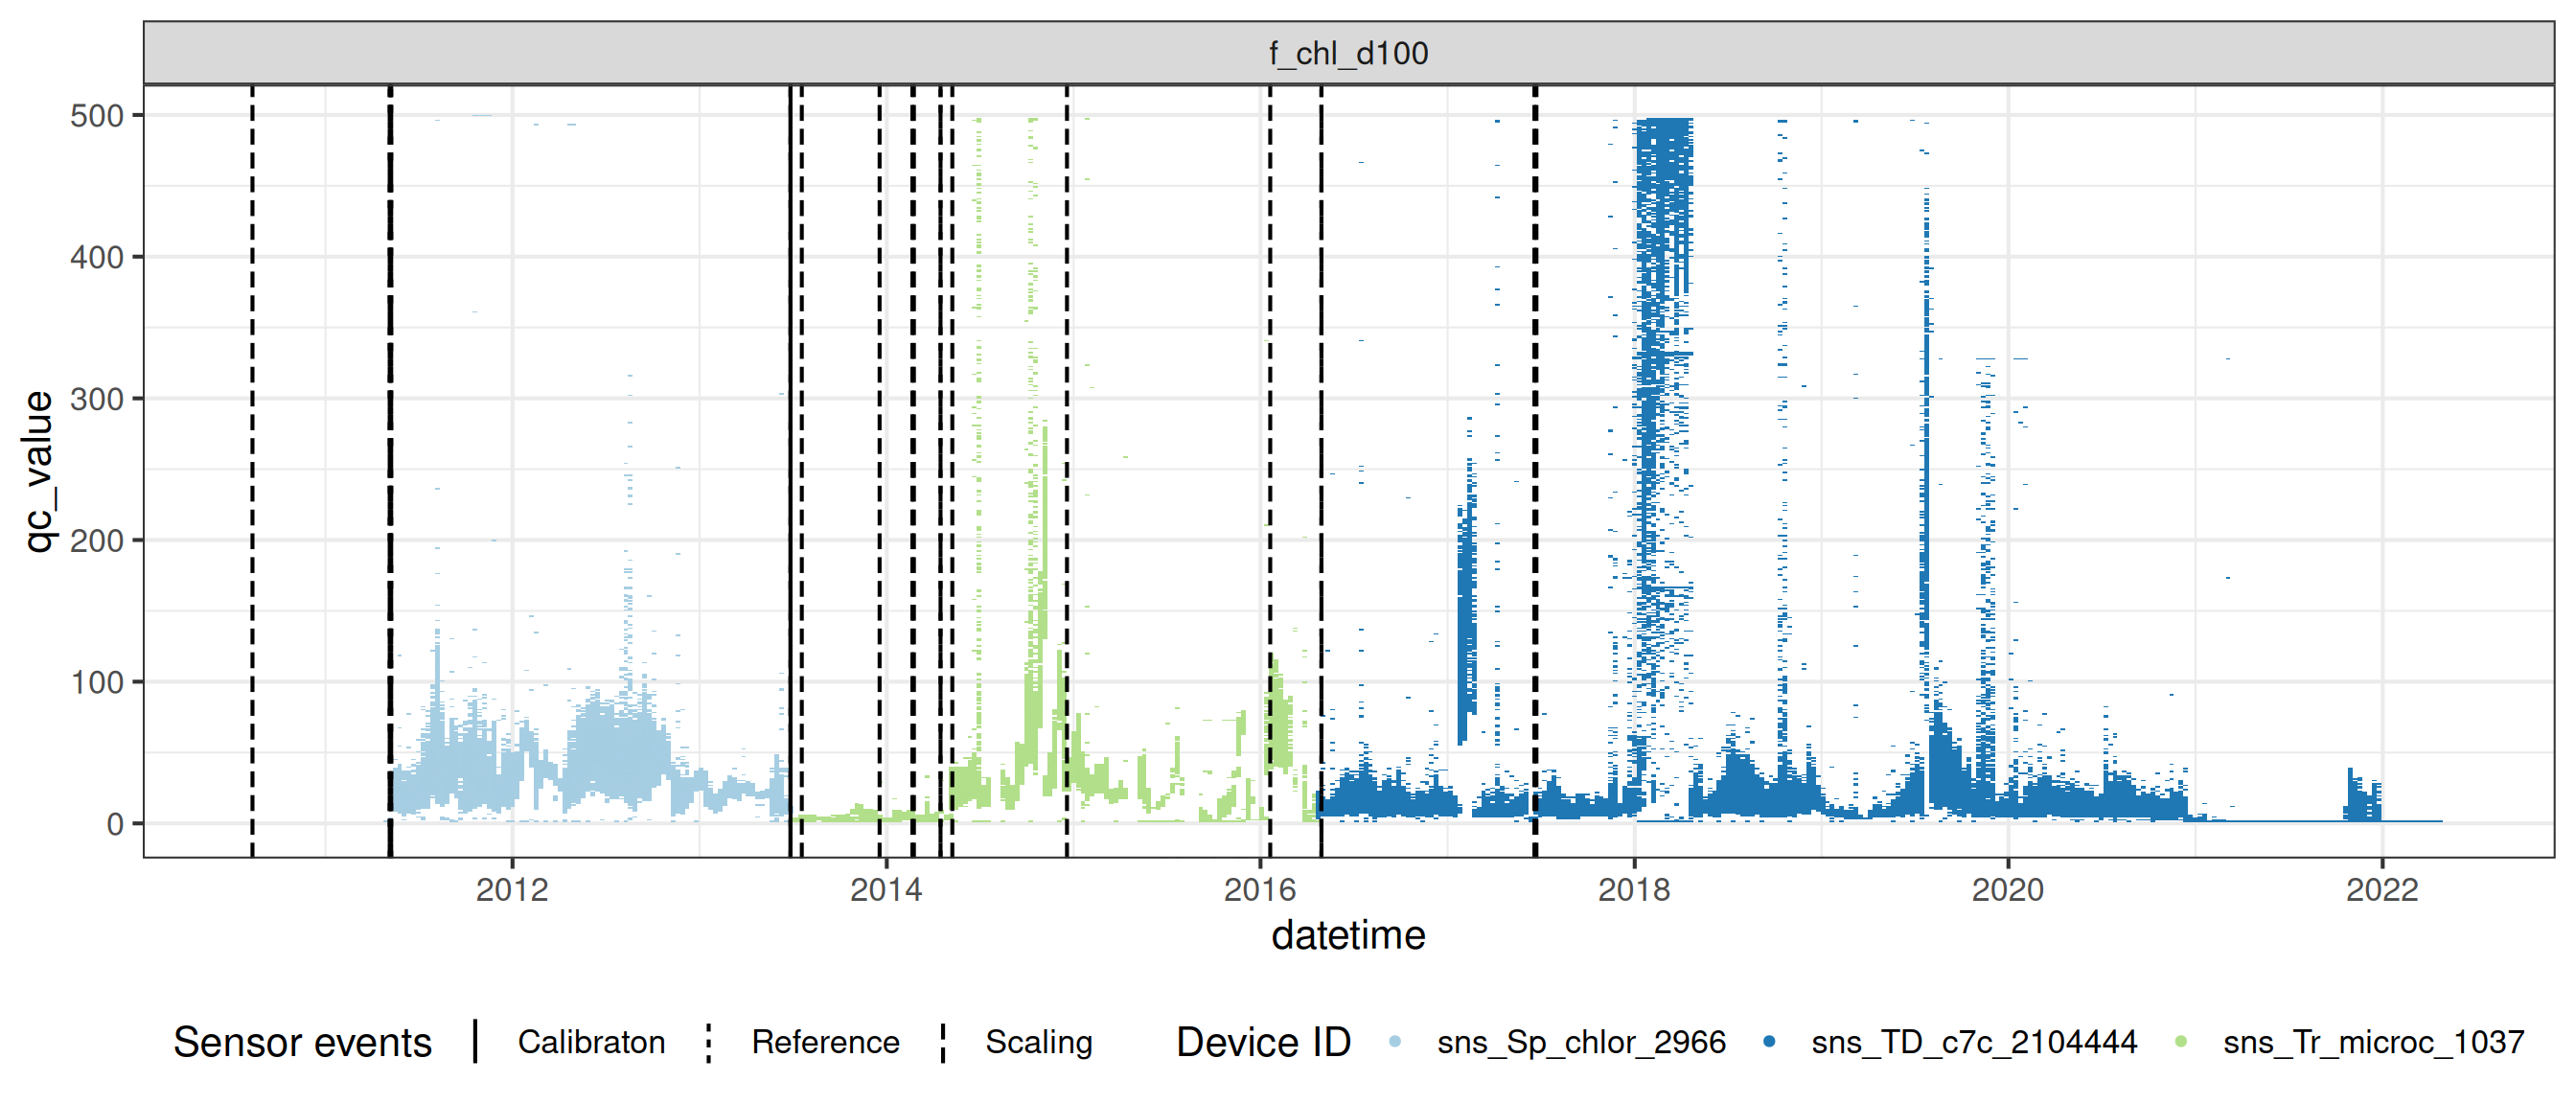 f_chl_d100
500
400
300
200
100
0
qc_value
2012 2014 2016 2018 2020 2022
datetime
Sensor events Calibraton Reference Scaling Device ID sns_Sp_chlor_2966 sns_TD_c7c_2104444 sns_Tr_microc_1037